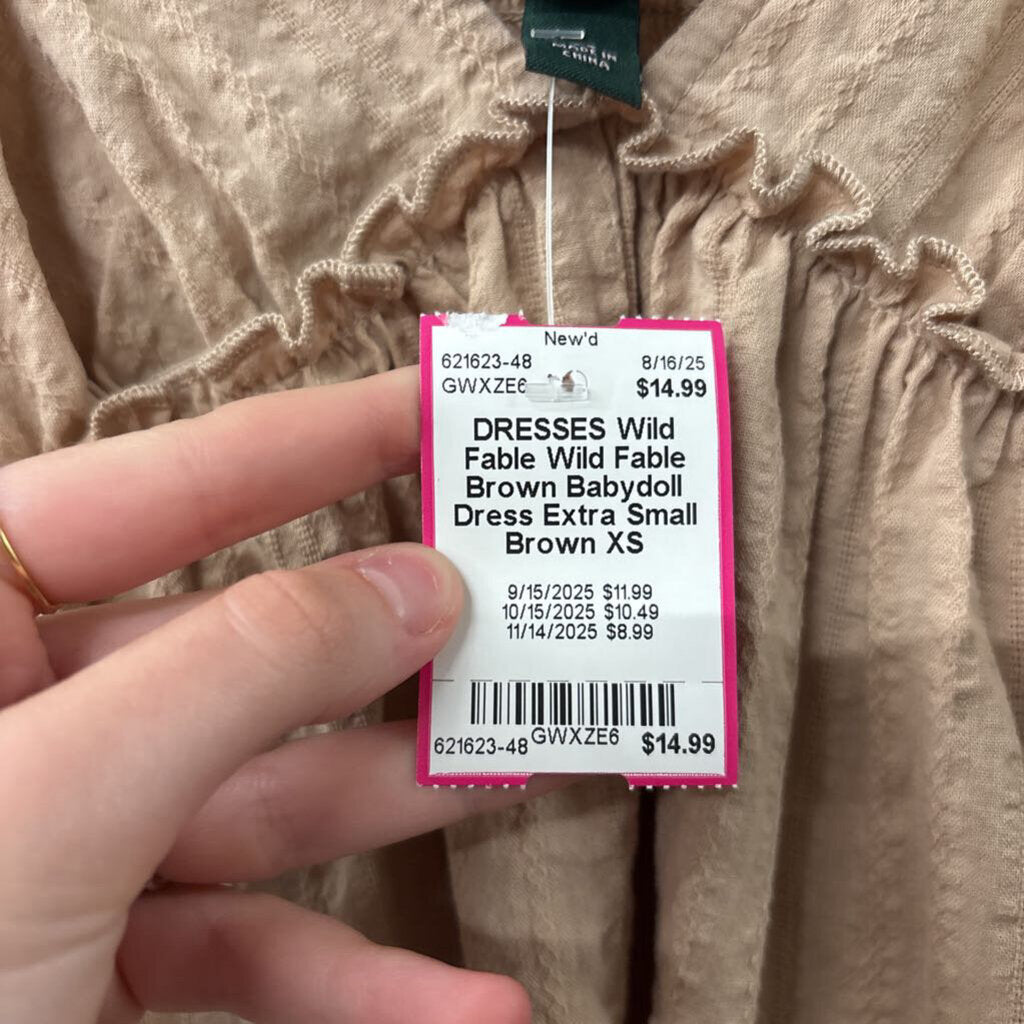 MADE IN
CHINA
New'd
621623-48 8/16/25
GWXZE6 $14.99
DRESSES Wild
Fable Wild Fable
Brown Babydoll
Dress Extra Small
Brown XS
9/15/2025 $11.99
10/15/2025 $10.49
11/14/2025 $8.99
621623-48 GWXZE6 $14.99